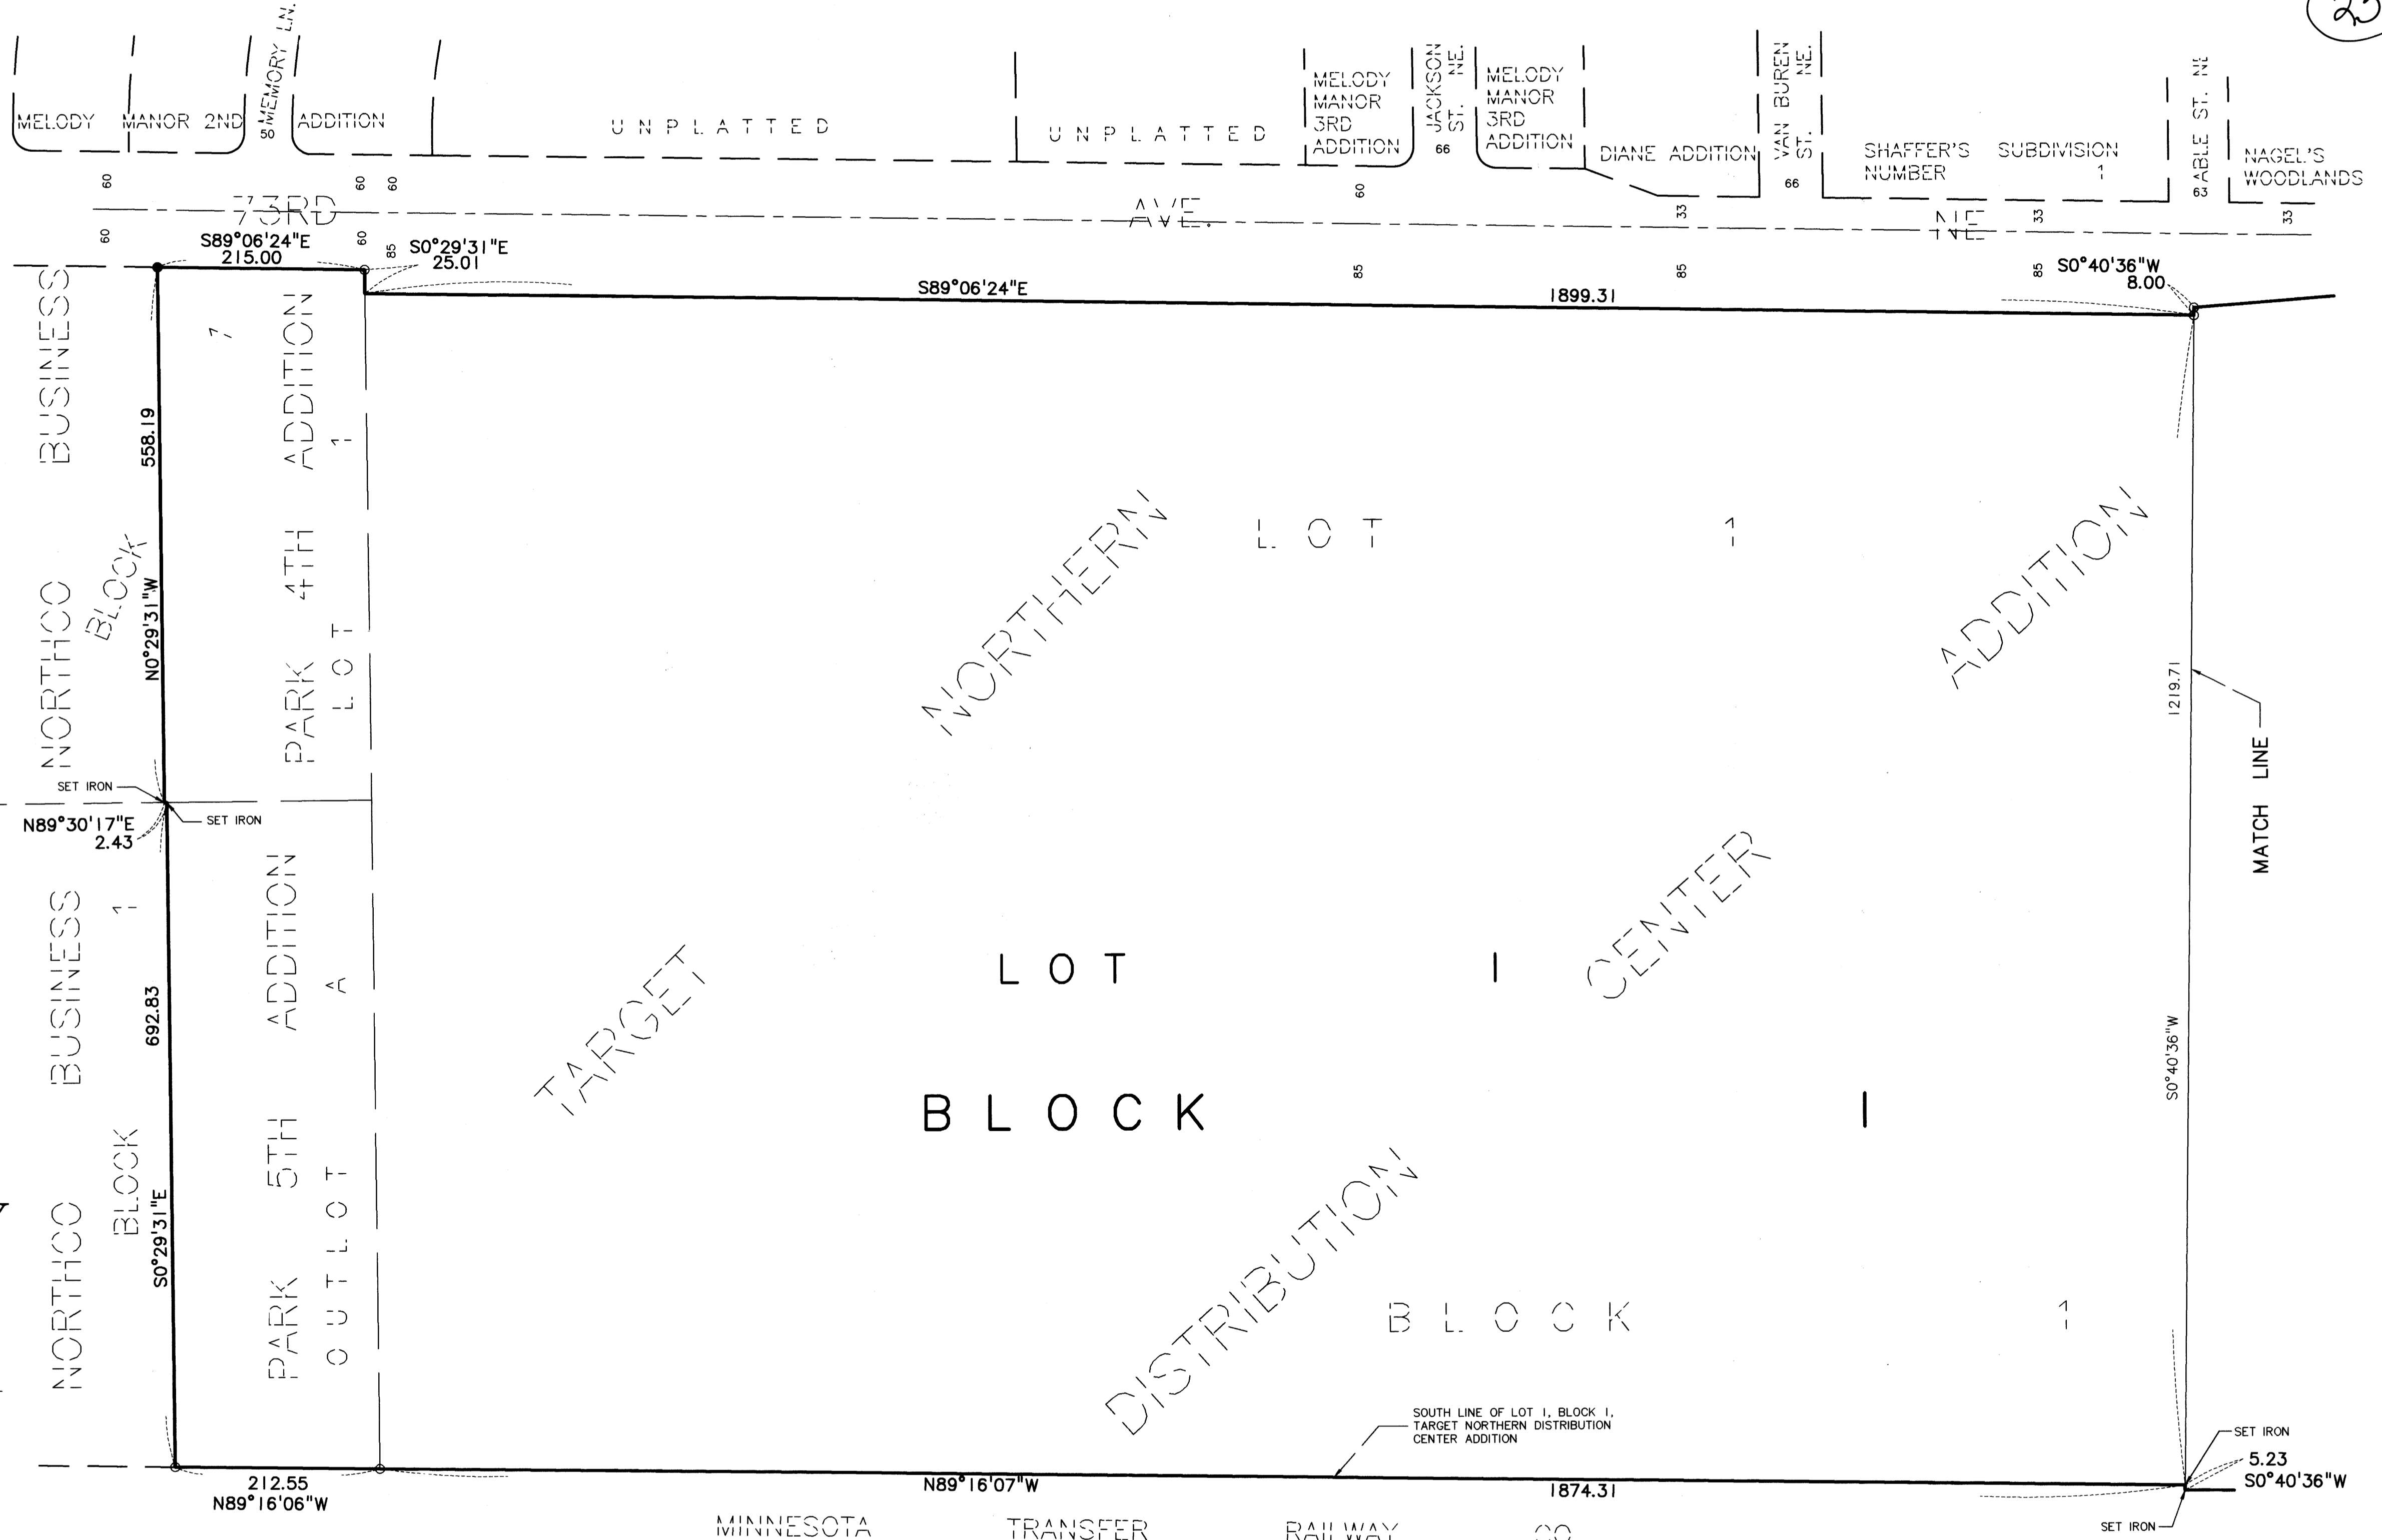 23
MEMORY LN.
50
MELODY MANOR 2ND ADDITION
UNPLATTED
UNPLATTED
MELODY
MANOR
3RD
ADDITION
JACKSON
ST. NE.
66
MELODY
MANOR
3RD
ADDITION
DIANE ADDITION
VAN BUREN
ST. NE.
66
SHAFFER'S SUBDIVISION
NUMBER 1
ABLE ST. NE
63
NAGEL'S
WOODLANDS
60
60
60
60
33
33
33
73RD AVE. NE
60
60
85
85
85
85
S89°06'24"E
215.00
S0°29'31"E
25.01
S89°06'24"E 1899.31
S0°40'36"W
8.00
NORTHCO BUSINESS
BLOCK 1
PARK 4TH ADDITION
LOT 1
N0°29'31"W 558.19
SET IRON
SET IRON
N89°30'17"E
2.43
NORTHCO BUSINESS
BLOCK 1
PARK 5TH ADDITION
OUTLOT A
S0°29'31"E 692.83
LOT 1
TARGET NORTHERN
DISTRIBUTION CENTER ADDITION
LOT 1
BLOCK 1
BLOCK 1
1219.71
S0°40'36"W
MATCH LINE
SOUTH LINE OF LOT 1, BLOCK 1,
TARGET NORTHERN DISTRIBUTION
CENTER ADDITION
SET IRON
5.23
S0°40'36"W
SET IRON
212.55
N89°16'06"W
N89°16'07"W 1874.31
MINNESOTA TRANSFER RAILWAY CO